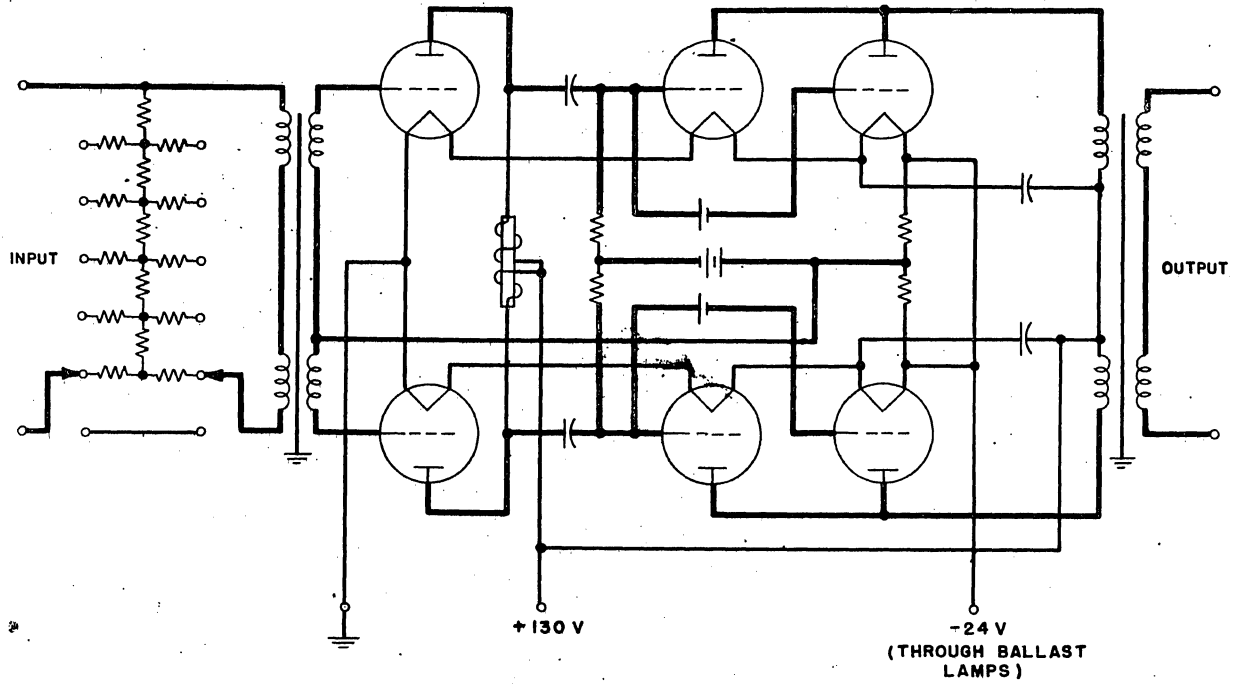 INPUT
OUTPUT
+130 V
-24 V
(THROUGH BALLAST
LAMPS)